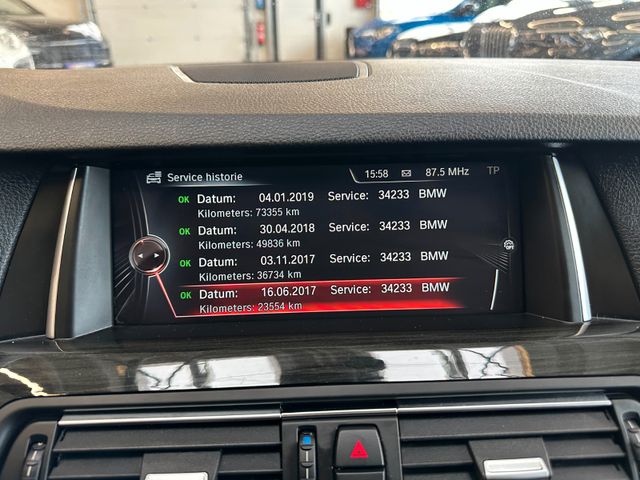 Service historie 15:58 87.5 MHz TP
OK Datum: 04.01.2019 Service: 34233 BMW
Kilometers: 73355 km
OK Datum: 30.04.2018 Service: 34233 BMW
Kilometers: 49836 km
OK Datum: 03.11.2017 Service: 34233 BMW
Kilometers: 36734 km
OK Datum: 16.06.2017 Service: 34233 BMW
Kilometers: 23554 km
OFF